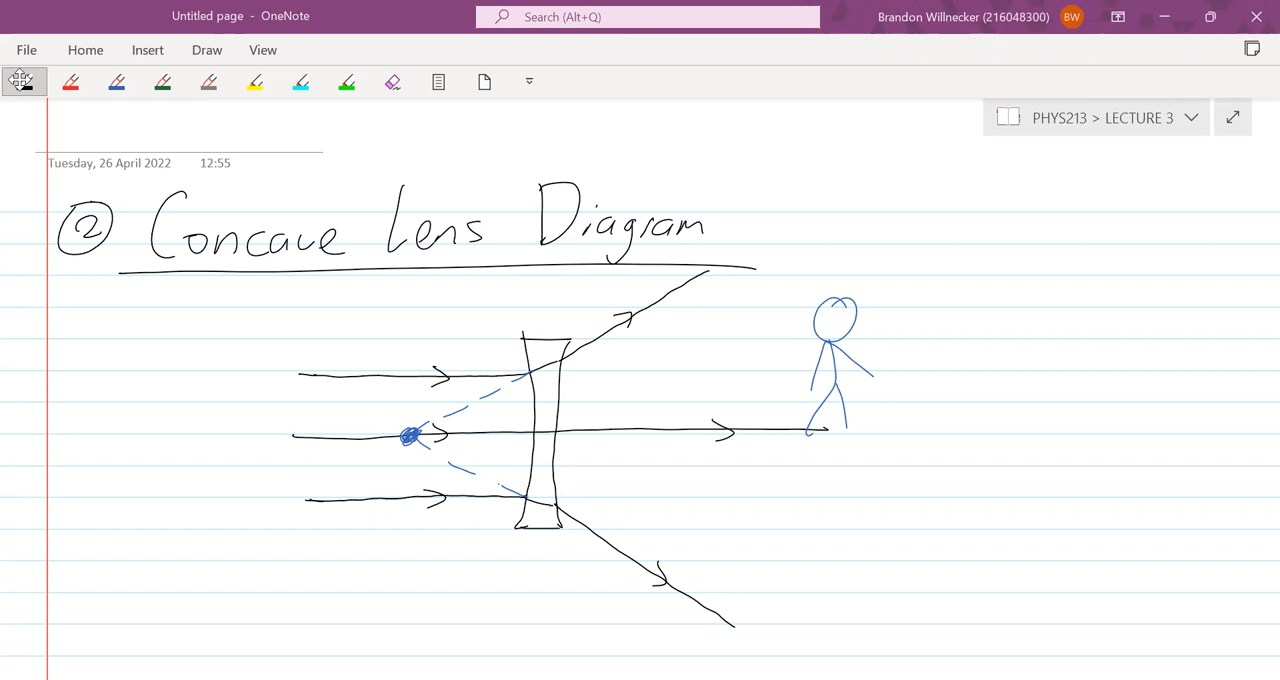 Untitled page - OneNote
Search (Alt+Q)
Brandon Willnecker (216048300)
BW
File Home Insert Draw View
PHYS213 > LECTURE 3
Tuesday, 26 April 2022 12:55
② Concave Lens Diagram